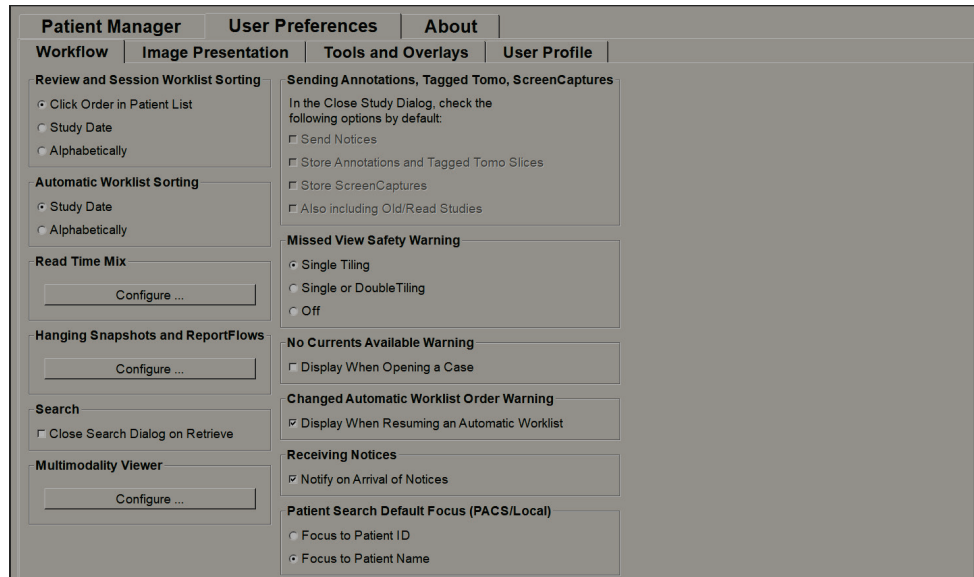 Patient Manager
User Preferences
About
Workflow
Image Presentation
Tools and Overlays
User Profile
Review and Session Worklist Sorting
Click Order in Patient List
Study Date
Alphabetically
Automatic Worklist Sorting
Study Date
Alphabetically
Read Time Mix
Configure ...
Hanging Snapshots and ReportFlows
Configure ...
Search
Close Search Dialog on Retrieve
Multimodality Viewer
Configure ...
Sending Annotations, Tagged Tomo, ScreenCaptures
In the Close Study Dialog, check the
following options by default:
Send Notices
Store Annotations and Tagged Tomo Slices
Store ScreenCaptures
Also including Old/Read Studies
Missed View Safety Warning
Single Tiling
Single or DoubleTiling
Off
No Currents Available Warning
Display When Opening a Case
Changed Automatic Worklist Order Warning
Display When Resuming an Automatic Worklist
Receiving Notices
Notify on Arrival of Notices
Patient Search Default Focus (PACS/Local)
Focus to Patient ID
Focus to Patient Name